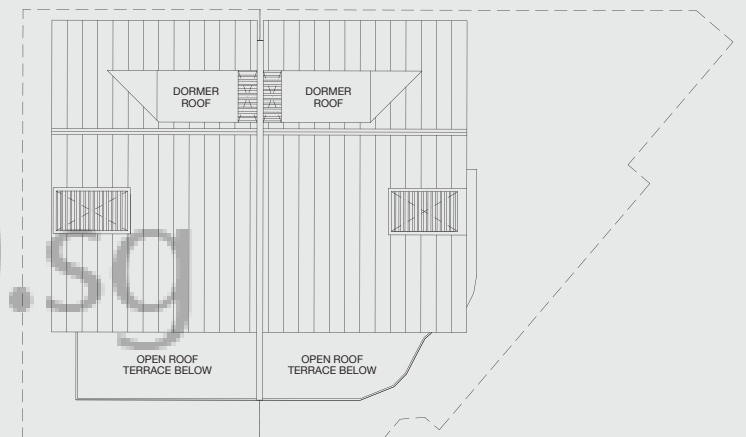 DORMER
ROOF
DORMER
ROOF
.sg
OPEN ROOF
TERRACE BELOW
OPEN ROOF
TERRACE BELOW